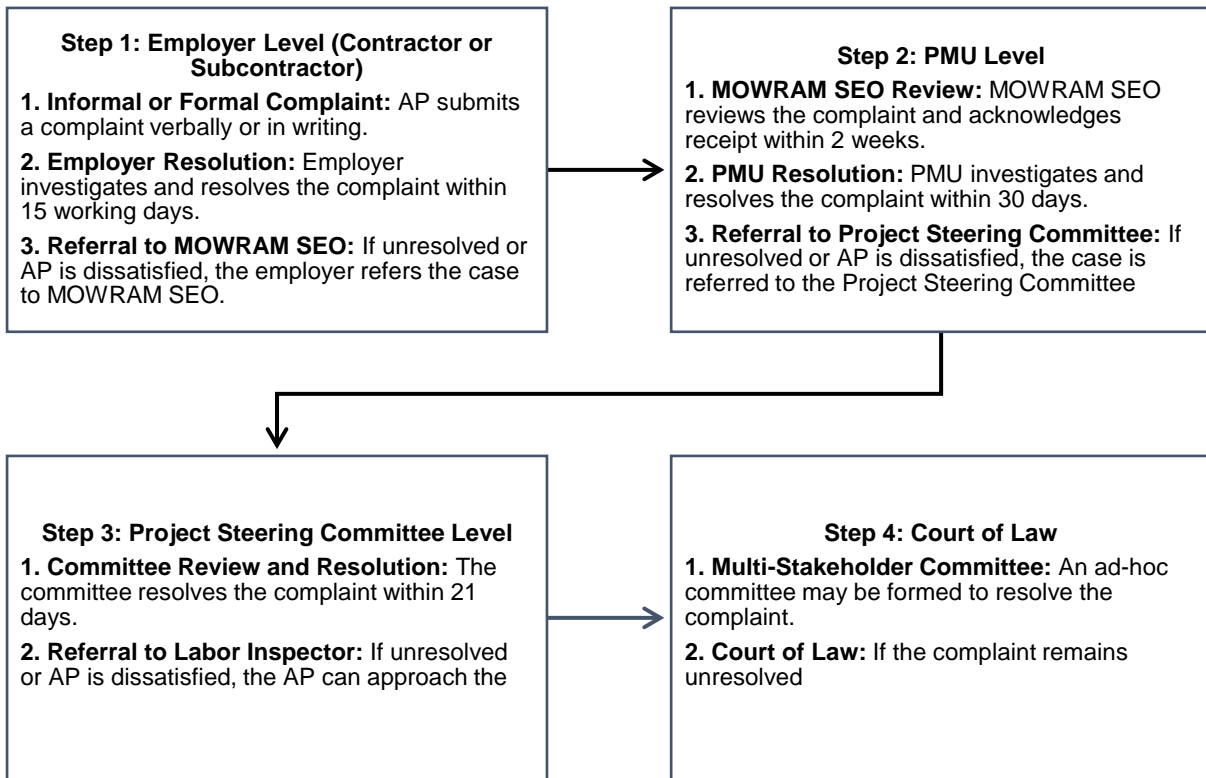 Step 1: Employer Level (Contractor or
Subcontractor)
1. Informal or Formal Complaint: AP submits
a complaint verbally or in writing.
2. Employer Resolution: Employer
investigates and resolves the complaint within
15 working days.
3. Referral to MOWRAM SEO: If unresolved or
AP is dissatisfied, the employer refers the case
to MOWRAM SEO.
Step 2: PMU Level
1. MOWRAM SEO Review: MOWRAM SEO
reviews the complaint and acknowledges
receipt within 2 weeks.
2. PMU Resolution: PMU investigates and
resolves the complaint within 30 days.
3. Referral to Project Steering Committee: If
unresolved or AP is dissatisfied, the case is
referred to the Project Steering Committee
Step 3: Project Steering Committee Level
1. Committee Review and Resolution: The
committee resolves the complaint within 21
days.
2. Referral to Labor Inspector: If unresolved
or AP is dissatisfied, the AP can approach the
Step 4: Court of Law
1. Multi-Stakeholder Committee: An ad-hoc
committee may be formed to resolve the
complaint.
2. Court of Law: If the complaint remains
unresolved